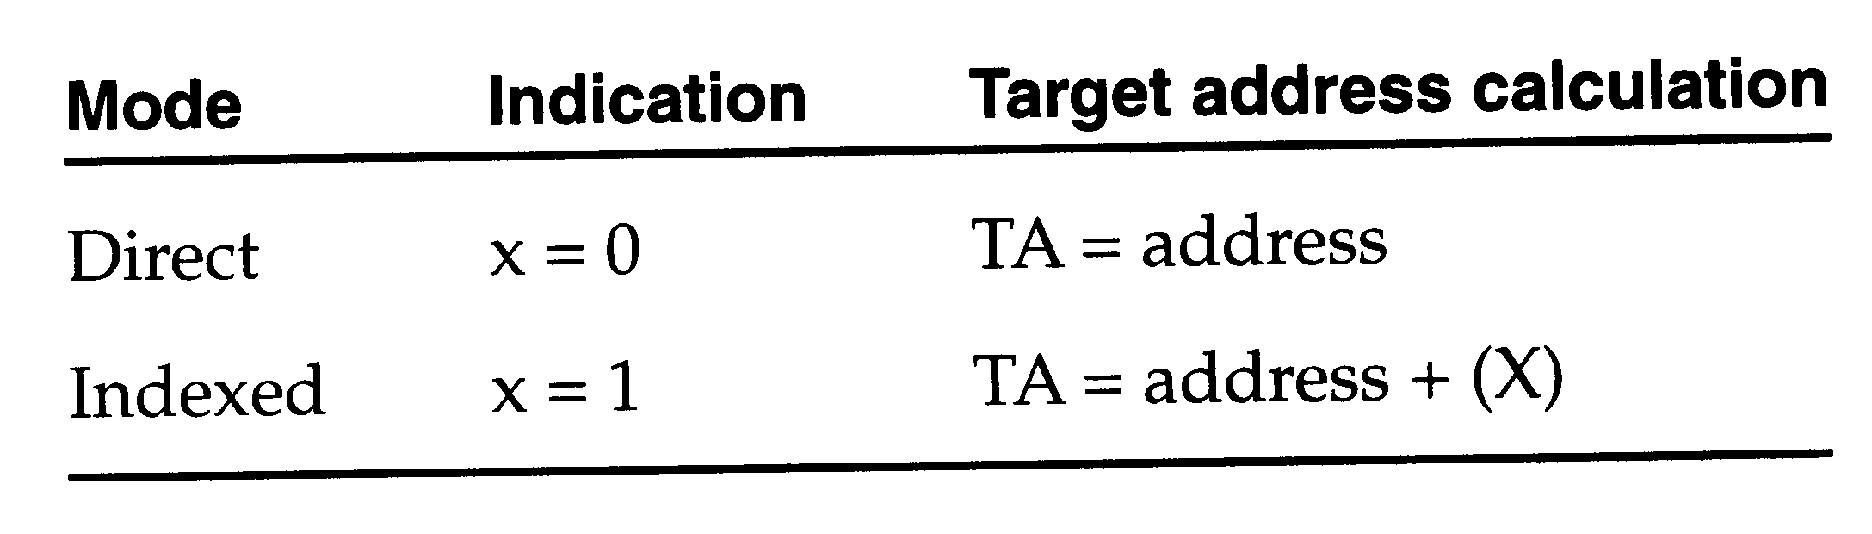 Mode Indication Target address calculation
Direct x = 0 TA = address
Indexed x = 1 TA = address + (X)